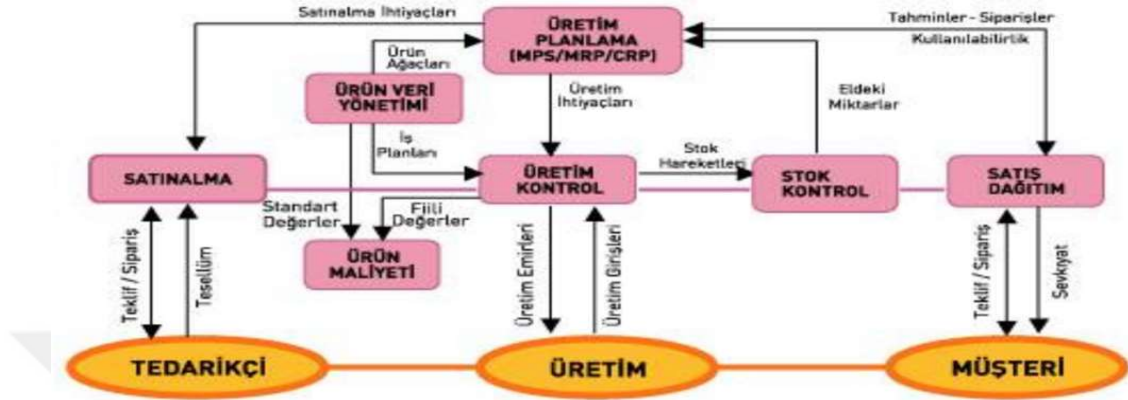 Satınalma İhtiyaçları
ÜRETİM
PLANLAMA
(MPS/MRP/CRP)
Tahminler - Siparişler
Kullanılabilirlik
Ürün
Ağaçları
ÜRÜN VERİ
YÖNETİMİ
Üretim
İhtiyaçları
Eldeki
Miktarlar
İş
Planları
Stok
Hareketleri
SATINALMA
ÜRETİM
KONTROL
STOK
KONTROL
SATIŞ
DAĞITIM
Standart
Değerler
Fiili
Değerler
ÜRÜN
MALİYETİ
Teklif / Sipariş
Tesellüm
Üretim Emirleri
Üretim Girişleri
Teklif / Sipariş
Sevkıyat
TEDARİKÇİ
ÜRETİM
MÜŞTERİ